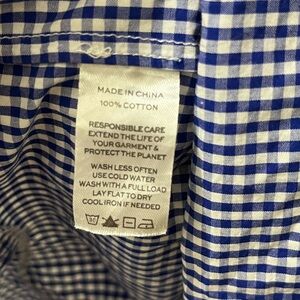 MADE IN CHINA
100% COTTON
RESPONSIBLE CARE
EXTEND THE LIFE OF
YOUR GARMENT &
PROTECT THE PLANET
WASH LESS OFTEN
USE COLD WATER
WASH WITH A FULL LOAD
LAY FLAT TO DRY
COOL IRON IF NEEDED
30